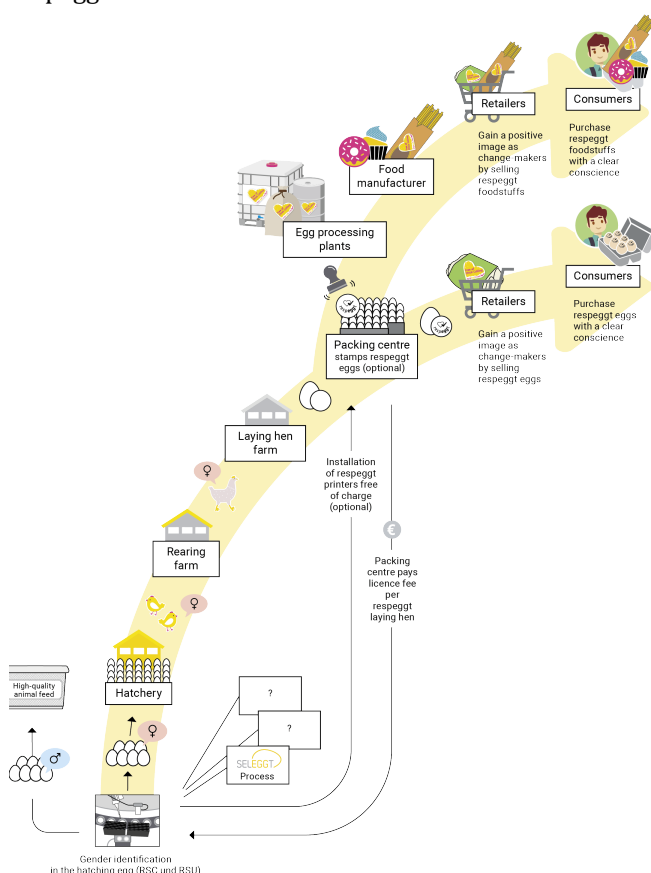 Consumers
Retailers
Purchase
respeggt
foodstuffs
with a clear
conscience
Gain a positive
image as
change-makers
by selling
respeggt
foodstuffs
Food
manufacturer
Egg processing
plants
Consumers
Retailers
Purchase
respeggt eggs
with a clear
conscience
Gain a positive
image as
change-makers
by selling
respeggt eggs
Packing centre
stamps respeggt
eggs (optional)
Laying hen
farm
♀
Installation
of respeggt
printers free
of charge
(optional)
€
Packing
centre pays
licence fee
per
respeggt
laying hen
Rearing
farm
♀
Hatchery
High-quality
animal feed
♀
♂
?
?
SELEGGT
Process
Gender identification
in the hatching egg (RSC und RSU)